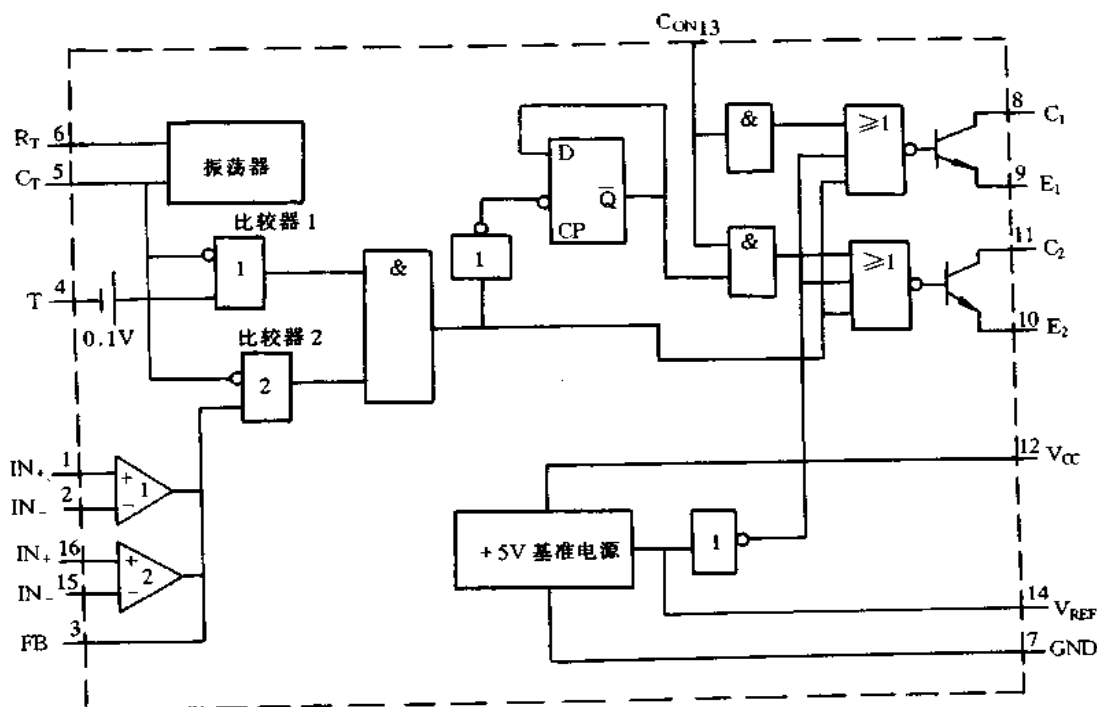 C_ON 13
R_T 6
C_T 5
振荡器
比较器 1
1
T 4
0.1V
比较器 2
2
&
1
D
Q̅
CP
&
&
≥1
≥1
8 C₁
9 E₁
11 C₂
10 E₂
IN₊ 1
IN₋ 2
+
−
1
IN₊ 16
IN₋ 15
+
−
2
FB 3
+5V 基准电源
1
12 V_CC
14 V_REF
7 GND